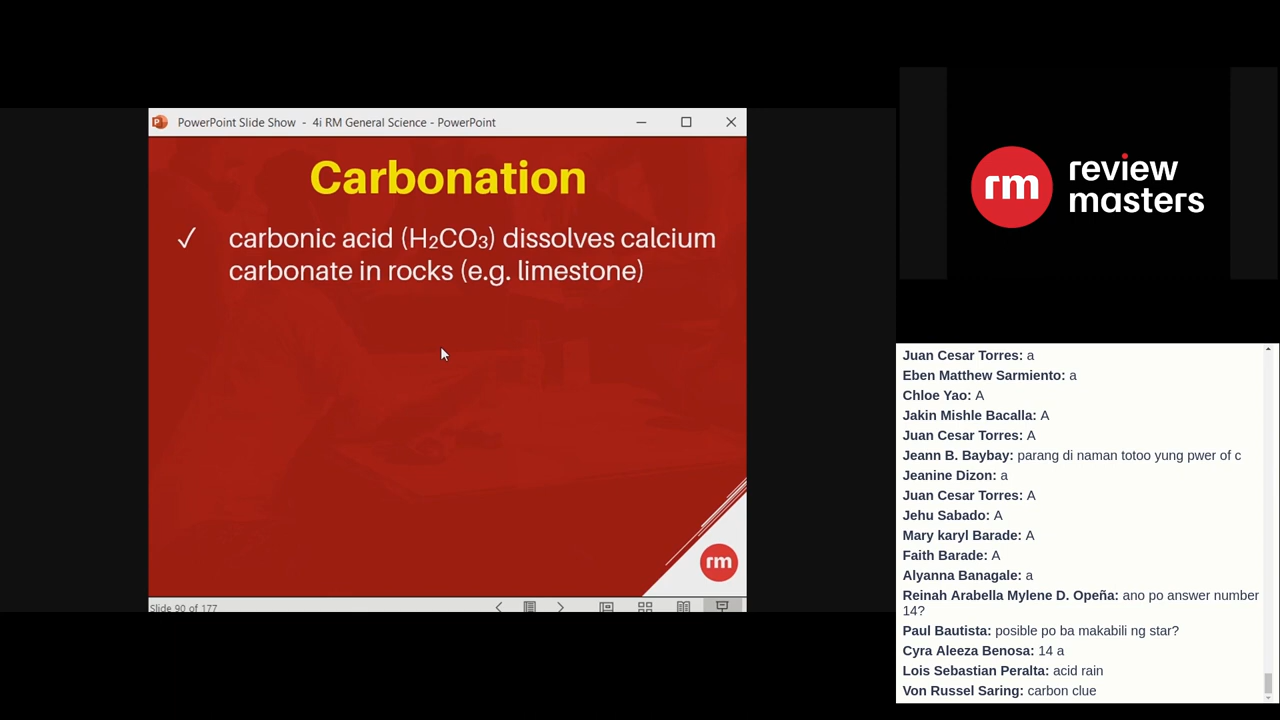 PowerPoint Slide Show - 4i RM General Science - PowerPoint
Carbonation
✓ carbonic acid (H₂CO₃) dissolves calcium
carbonate in rocks (e.g. limestone)
rm
Slide 90 of 177
rm review
masters
Juan Cesar Torres: a
Eben Matthew Sarmiento: a
Chloe Yao: A
Jakin Mishle Bacalla: A
Juan Cesar Torres: A
Jeann B. Baybay: parang di naman totoo yung pwer of c
Jeanine Dizon: a
Juan Cesar Torres: A
Jehu Sabado: A
Mary karyl Barade: A
Faith Barade: A
Alyanna Banagale: a
Reinah Arabella Mylene D. Opeña: ano po answer number
14?
Paul Bautista: posible po ba makabili ng star?
Cyra Aleeza Benosa: 14 a
Lois Sebastian Peralta: acid rain
Von Russel Saring: carbon clue